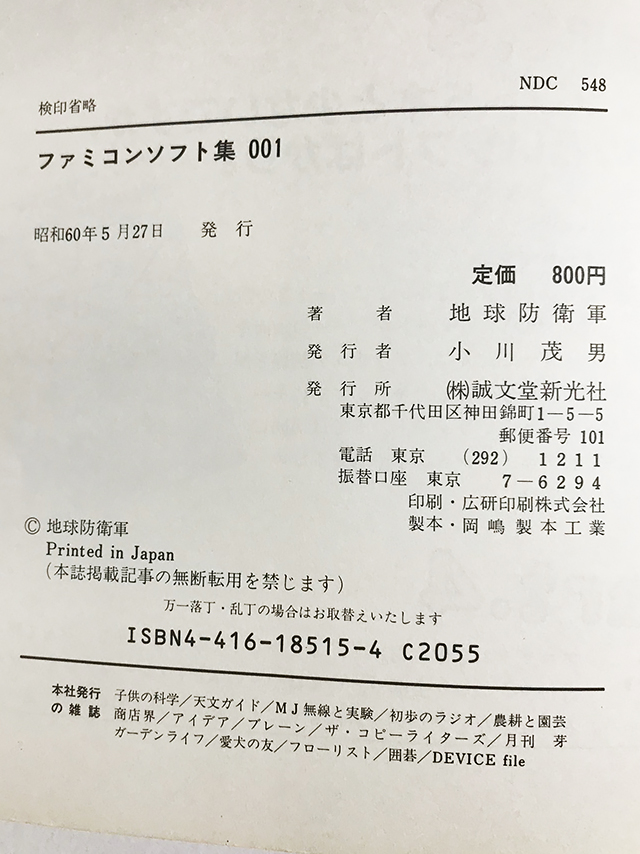 NDC 548
検印省略
ファミコンソフト集 001
昭和60年5月27日 発行
定価 800円
著者 地球防衛軍
発行者 小川茂男
発行所 ㈱誠文堂新光社
東京都千代田区神田錦町1-5-5
郵便番号 101
電話 東京 (292) 1211
振替口座 東京 7-6294
印刷・広研印刷株式会社
製本・岡嶋製本工業
© 地球防衛軍
Printed in Japan
(本誌掲載記事の無断転用を禁じます)
万一落丁・乱丁の場合はお取替えいたします
ISBN4-416-18515-4 C2055
本社発行の雑誌
子供の科学/天文ガイド/MJ無線と実験/初歩のラジオ/農耕と園芸
商店界/アイデア/ブレーン/ザ・コピーライターズ/月刊 芽
ガーデンライフ/愛犬の友/フローリスト/囲碁/DEVICE file